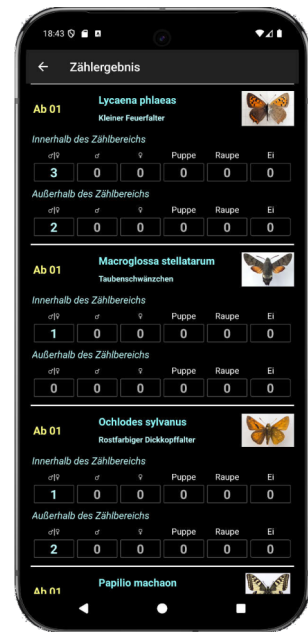 18:43
Zählergebnis
Ab 01 Lycaena phlaeas
Kleiner Feuerfalter
Innerhalb des Zählbereichs
♂|♀ ♂ ♀ Puppe Raupe Ei
3 0 0 0 0 0
Außerhalb des Zählbereichs
♂|♀ ♂ ♀ Puppe Raupe Ei
2 0 0 0 0 0
Ab 01 Macroglossa stellatarum
Taubenschwänzchen
Innerhalb des Zählbereichs
♂|♀ ♂ ♀ Puppe Raupe Ei
1 0 0 0 0 0
Außerhalb des Zählbereichs
♂|♀ ♂ ♀ Puppe Raupe Ei
0 0 0 0 0 0
Ab 01 Ochlodes sylvanus
Rostfarbiger Dickkopffalter
Innerhalb des Zählbereichs
♂|♀ ♂ ♀ Puppe Raupe Ei
1 0 0 0 0 0
Außerhalb des Zählbereichs
♂|♀ ♂ ♀ Puppe Raupe Ei
2 0 0 0 0 0
Ab 01 Papilio machaon